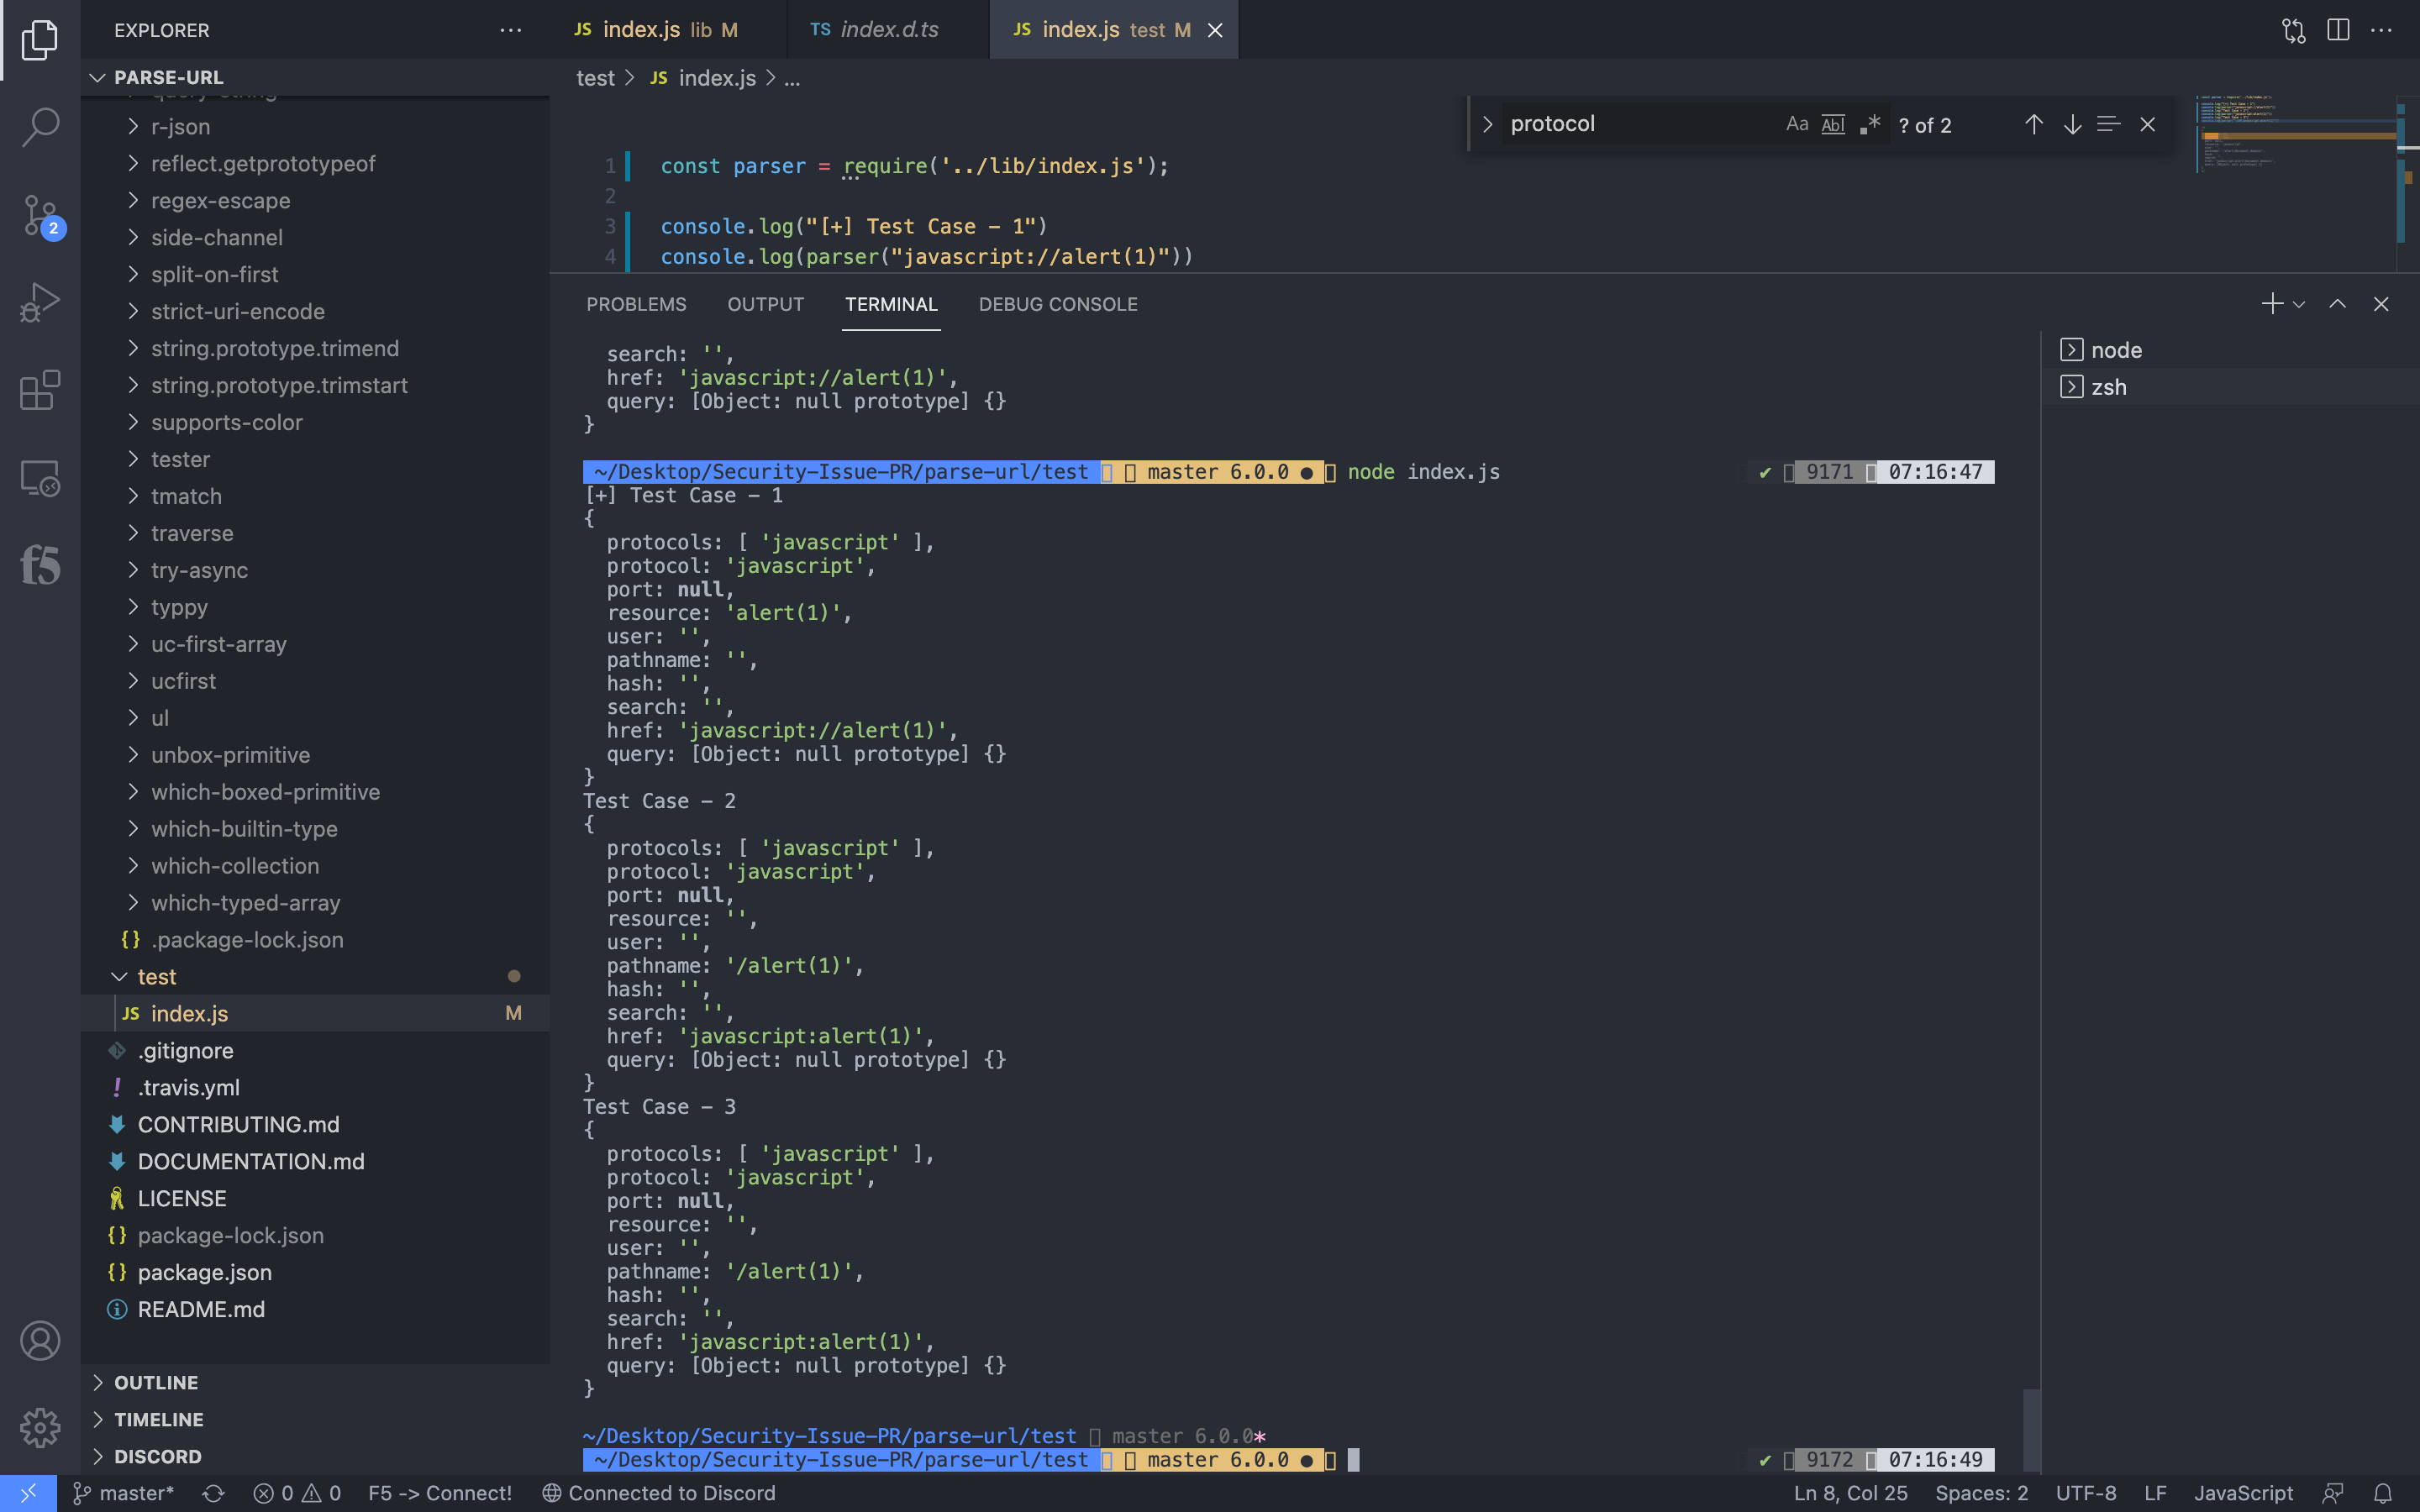 EXPLORER
PARSE-URL
query-string
r-json
reflect.getprototypeof
regex-escape
side-channel
split-on-first
strict-uri-encode
string.prototype.trimend
string.prototype.trimstart
supports-color
tester
tmatch
traverse
try-async
typpy
uc-first-array
ucfirst
ul
unbox-primitive
which-boxed-primitive
which-builtin-type
which-collection
which-typed-array
{} .package-lock.json
test
JS index.js M
.gitignore
! .travis.yml
CONTRIBUTING.md
DOCUMENTATION.md
LICENSE
{} package-lock.json
{} package.json
README.md
OUTLINE
TIMELINE
DISCORD
2
f5
JS index.js lib M
TS index.d.ts
JS index.js test M
test > JS index.js > ...
protocol Aa Abl .* ? of 2
1 const parser = require('../lib/index.js');
2
3 console.log("[+] Test Case - 1")
4 console.log(parser("javascript://alert(1)"))
PROBLEMS OUTPUT TERMINAL DEBUG CONSOLE
node
zsh
search: '',
href: 'javascript://alert(1)',
query: [Object: null prototype] {}
}
~/Desktop/Security-Issue-PR/parse-url/test master 6.0.0 ● node index.js ✔ 9171 07:16:47
[+] Test Case - 1
{
protocols: [ 'javascript' ],
protocol: 'javascript',
port: null,
resource: 'alert(1)',
user: '',
pathname: '',
hash: '',
search: '',
href: 'javascript://alert(1)',
query: [Object: null prototype] {}
}
Test Case - 2
{
protocols: [ 'javascript' ],
protocol: 'javascript',
port: null,
resource: '',
user: '',
pathname: '/alert(1)',
hash: '',
search: '',
href: 'javascript:alert(1)',
query: [Object: null prototype] {}
}
Test Case - 3
{
protocols: [ 'javascript' ],
protocol: 'javascript',
port: null,
resource: '',
user: '',
pathname: '/alert(1)',
hash: '',
search: '',
href: 'javascript:alert(1)',
query: [Object: null prototype] {}
}
~/Desktop/Security-Issue-PR/parse-url/test master 6.0.0*
~/Desktop/Security-Issue-PR/parse-url/test master 6.0.0 ● ✔ 9172 07:16:49
master* 0 0 F5 -> Connect! Connected to Discord Ln 8, Col 25 Spaces: 2 UTF-8 LF JavaScript